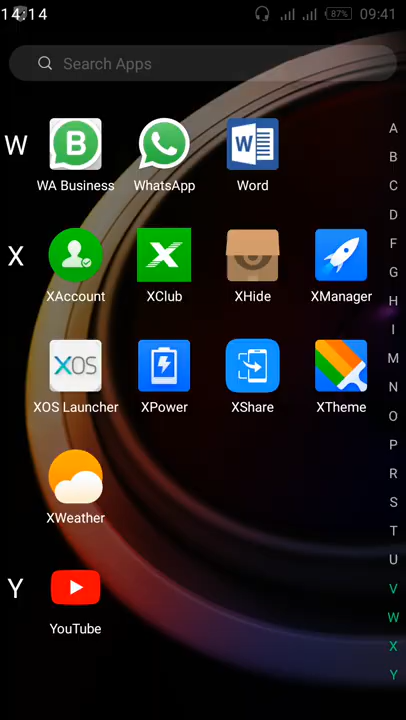 14:14 87% 09:41
Search Apps
W
B
WA Business WhatsApp W Word
X
XAccount XClub XHide XManager
XOS
XOS Launcher XPower XShare XTheme
XWeather
Y
YouTube
A
B
C
D
F
G
H
I
M
N
O
P
R
S
T
U
V
W
X
Y